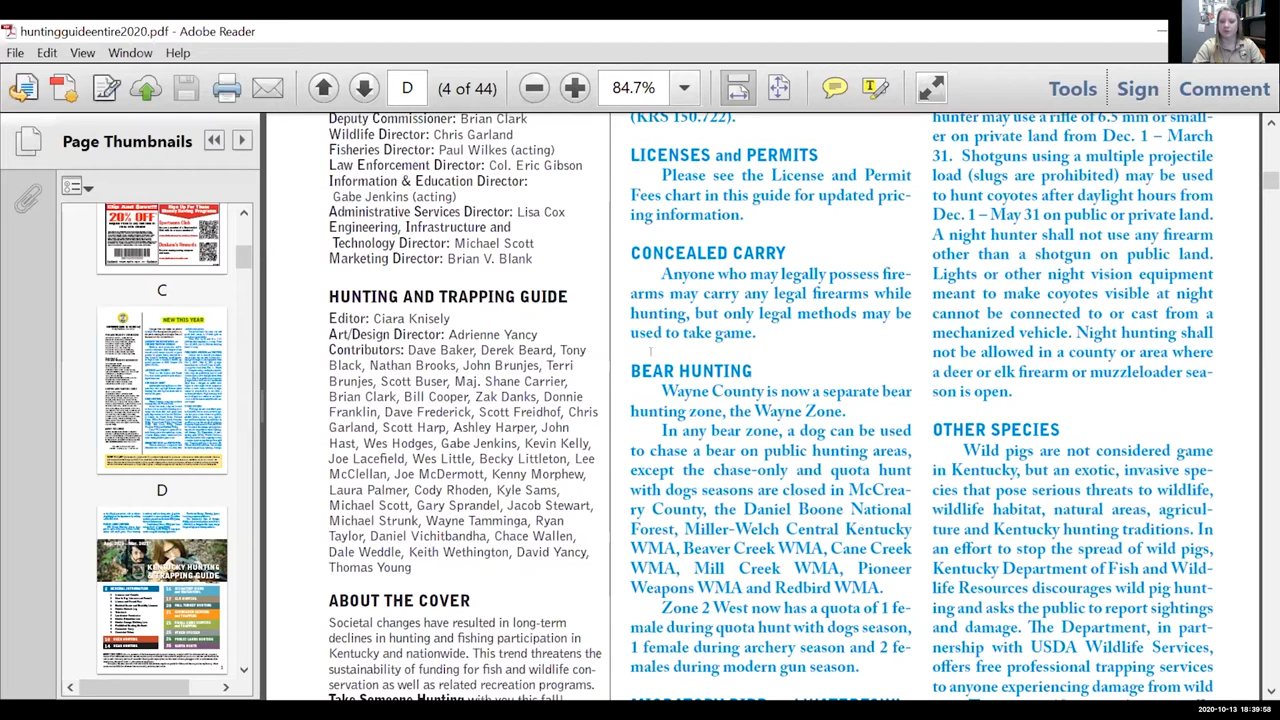 huntingguideentire2020.pdf - Adobe Reader
File Edit View Window Help
D (4 of 44) 84.7% Tools Sign Comment
Page Thumbnails
20% OFF
C
NEW THIS YEAR
D
KENTUCKY HUNTING
& TRAPPING GUIDE
Deputy Commissioner: Brian Clark
Wildlife Director: Chris Garland
Fisheries Director: Paul Wilkes (acting)
Law Enforcement Director: Col. Eric Gibson
Information & Education Director:
Gabe Jenkins (acting)
Administrative Services Director: Lisa Cox
Engineering, Infrastructure and
Technology Director: Michael Scott
Marketing Director: Brian V. Blank
HUNTING AND TRAPPING GUIDE
Editor: Ciara Knisely
Art/Design Director: Adrienne Yancy
Contributors: Dave Baker, Derek Beard, Tony
Black, Nathan Brooks, John Brunjes, Terri
Bruges, Scott Buser, Maj. Shane Carrier,
Brian Clark, Bill Cooper, Zak Danks, Donnie
Franklin, Dave Frederick, Scott Freidhof, Chris
Garland, Scott Harp, Ashley Harper, John
Hast, Wes Hodges, Gabe Jenkins, Kevin Kelly,
Joe Lacefield, Wes Little, Becky Littleton, Lee
McClellan, Joe McDermott, Kenny Morphew,
Laura Palmer, Cody Rhoden, Kyle Sams,
Michael Scott, Gary Sprandel, Jacob Stewart,
Michael Strunk, Wayne Tamminga, Ryan
Taylor, Daniel Vichitbandha, Chace Wallen,
Dale Weddle, Keith Wethington, David Yancy,
Thomas Young
ABOUT THE COVER
Societal changes have resulted in long-term
declines in hunting and fishing participation in
Kentucky and nationwide. This trend threatens the
sustainability of funding for fish and wildlife con-
servation as well as related recreation programs.
Take Someone Hunting with you this fall!
(KRS 150.722).
LICENSES and PERMITS
Please see the License and Permit
Fees chart in this guide for updated pric-
ing information.
CONCEALED CARRY
Anyone who may legally possess fire-
arms may carry any legal firearms while
hunting, but only legal methods may be
used to take game.
BEAR HUNTING
Wayne County is now a separate bear
hunting zone, the Wayne Zone.
In any bear zone, a dog can be used
to chase a bear on public hunting areas,
except the chase-only and quota hunt
with dogs seasons are closed in McCrea-
ry County, the Daniel Boone National
Forest, Miller-Welch Central Kentucky
WMA, Beaver Creek WMA, Cane Creek
WMA, Mill Creek WMA, Pioneer
Weapons WMA and Redbird WMA.
Zone 2 West now has a quota of 1 fe-
male during quota hunt with dogs season,
1 female during archery season and 2 fe-
males during modern gun season.
hunter may use a rifle of 6.5 mm or small-
er on private land from Dec. 1 – March
31. Shotguns using a multiple projectile
load (slugs are prohibited) may be used
to hunt coyotes after daylight hours from
Dec. 1 – May 31 on public or private land.
A night hunter shall not use any firearm
other than a shotgun on public land.
Lights or other night vision equipment
meant to make coyotes visible at night
cannot be connected to or cast from a
mechanized vehicle. Night hunting shall
not be allowed in a county or area where
a deer or elk firearm or muzzleloader sea-
son is open.
OTHER SPECIES
Wild pigs are not considered game
in Kentucky, but an exotic, invasive spe-
cies that pose serious threats to wildlife,
wildlife habitat, natural areas, agricul-
ture and Kentucky hunting traditions. In
an effort to stop the spread of wild pigs,
Kentucky Department of Fish and Wild-
life Resources discourages wild pig hunt-
ing and asks the public to report sightings
and damage. The Department, in part-
nership with USDA Wildlife Services,
offers free professional trapping services
to anyone experiencing damage from wild
2020-10-13 18:39:58